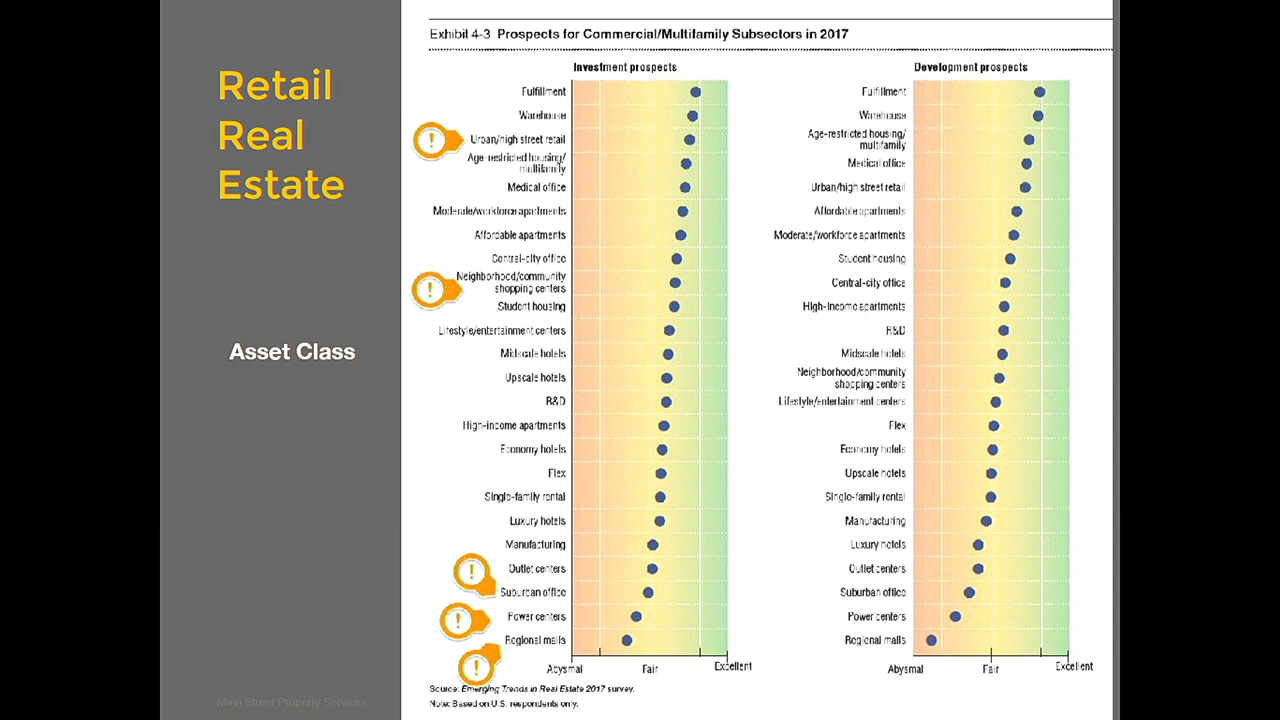 Retail
Real
Estate
Asset Class
Main Street Property Services
Exhibit 4-3 Prospects for Commercial/Multifamily Subsectors in 2017
Investment prospects
Fulfillment
Warehouse
!
Urban/high street retail
Age-restricted housing/
multifamily
Medical office
Moderate/workforce apartments
Affordable apartments
Central-city office
!
Neighborhood/community
shopping centers
Student housing
Lifestyle/entertainment centers
Midscale hotels
Upscale hotels
R&D
High-income apartments
Economy hotels
Flex
Single-family rental
Luxury hotels
Manufacturing
!
Outlet centers
Suburban office
!
Power centers
Regional malls
!
Abysmal Fair Excellent
Development prospects
Fulfillment
Warehouse
Age-restricted housing/
multifamily
Medical office
Urban/high street retail
Affordable apartments
Moderate/workforce apartments
Student housing
Central-city office
High-income apartments
R&D
Midscale hotels
Neighborhood/community
shopping centers
Lifestyle/entertainment centers
Flex
Economy hotels
Upscale hotels
Single-family rental
Manufacturing
Luxury hotels
Outlet centers
Suburban office
Power centers
Regional malls
Abysmal Fair Excellent
Source: Emerging Trends in Real Estate 2017 survey.
Note: Based on U.S. respondents only.